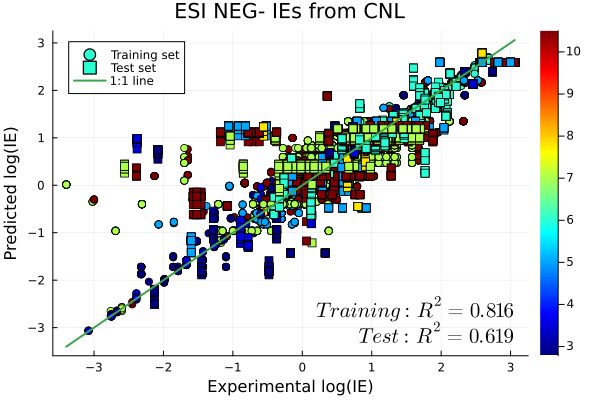 ESI NEG- IEs from CNL
Training set
Test set
1:1 line
Predicted log(IE)
3
2
1
0
−1
−2
−3
−3
−2
−1
0
1
2
3
Experimental log(IE)
Training: R² = 0.816
Test: R² = 0.619
10
9
8
7
6
5
4
3